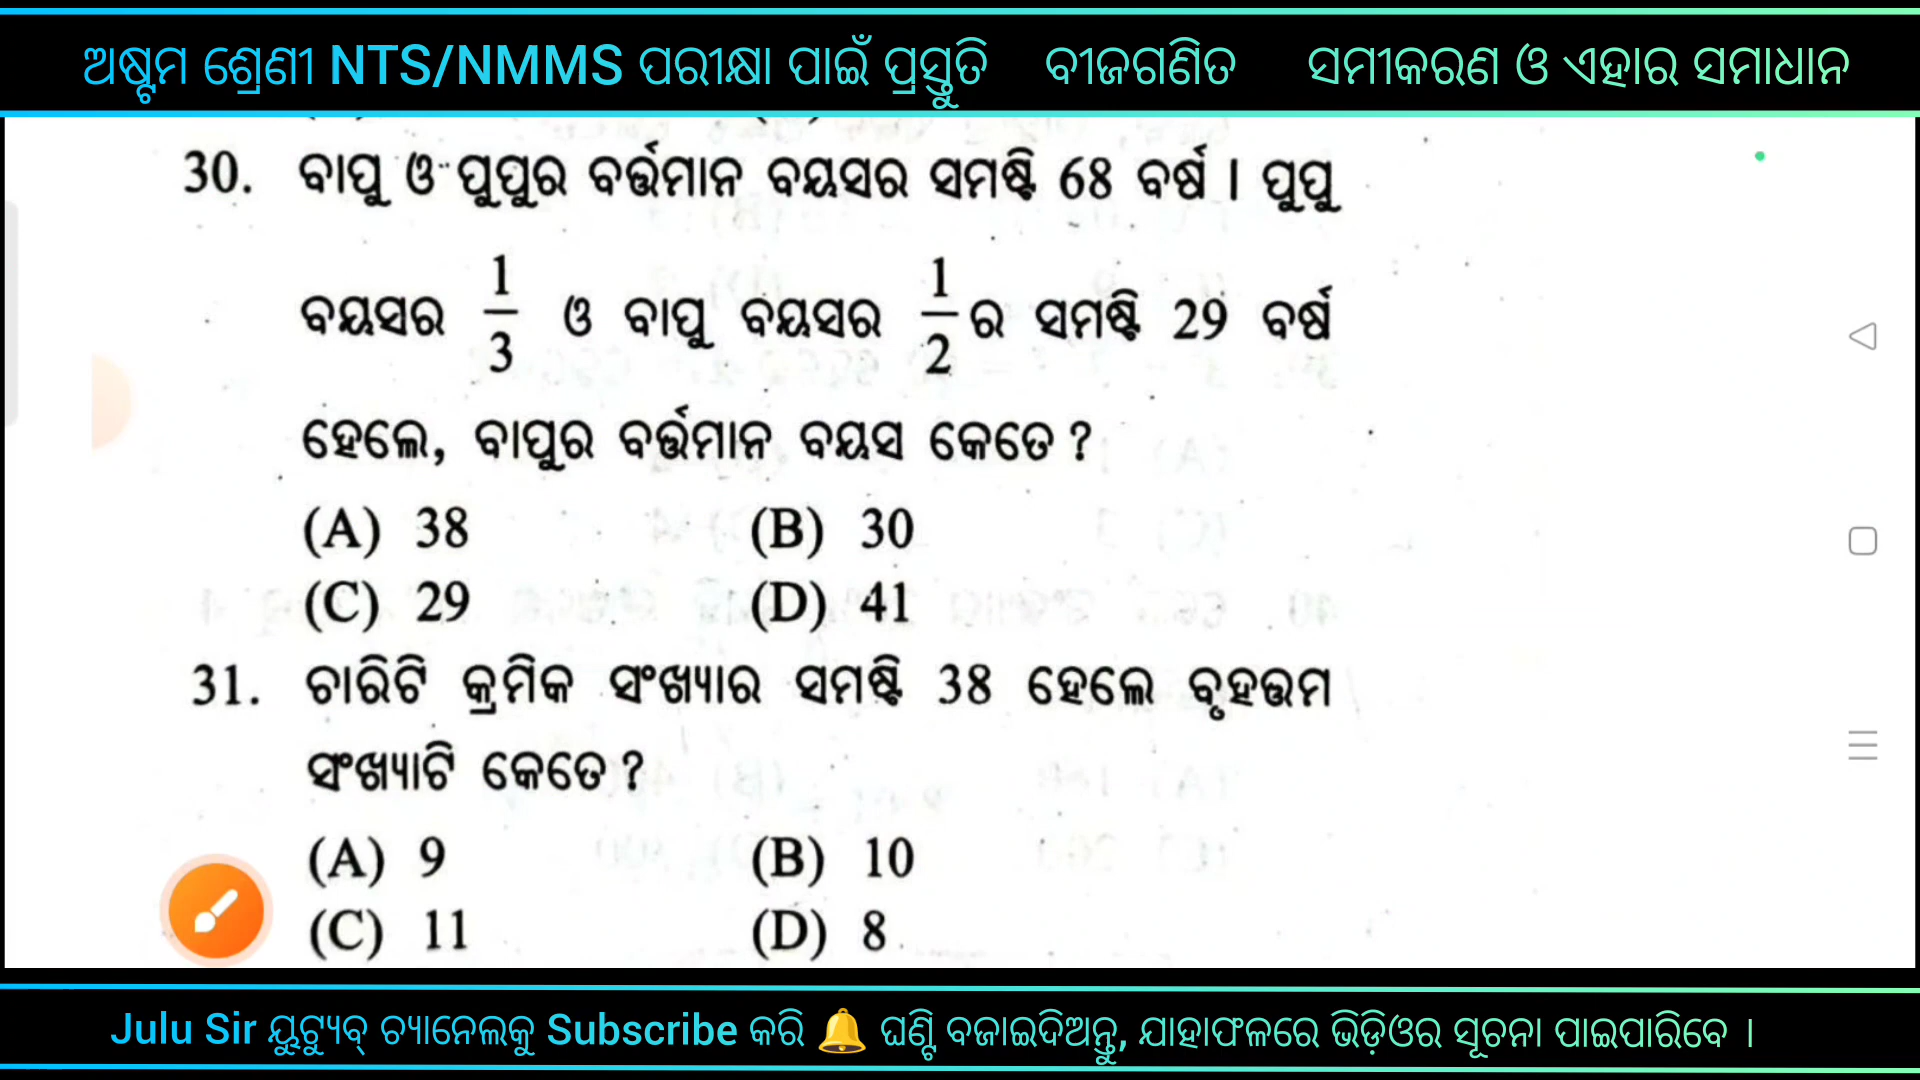 ଅଷ୍ଟମ ଶ୍ରେଣୀ NTS/NMMS ପରୀକ୍ଷା ପାଇଁ ପ୍ରସ୍ତୁତି ବୀଜଗଣିତ ସମୀକରଣ ଓ ଏହାର ସମାଧାନ
30. ବାପୁ ଓ ପୁପୁର ବର୍ତ୍ତମାନ ବୟସର ସମଷ୍ଟି 68 ବର୍ଷ । ପୁପୁ
ବୟସର 1/3 ଓ ବାପୁ ବୟସର 1/2 ର ସମଷ୍ଟି 29 ବର୍ଷ
ହେଲେ, ବାପୁର ବର୍ତ୍ତମାନ ବୟସ କେତେ ?
(A) 38 (B) 30
(C) 29 (D) 41
31. ଚାରିଟି କ୍ରମିକ ସଂଖ୍ୟାର ସମଷ୍ଟି 38 ହେଲେ ବୃହତ୍ତମ
ସଂଖ୍ୟାଟି କେତେ ?
(A) 9 (B) 10
(C) 11 (D) 8
Julu Sir ୟୁଟ୍ୟୁବ୍ ଚ୍ୟାନେଲକୁ Subscribe କରି 🔔 ଘଣ୍ଟି ବଜାଇଦିଅନ୍ତୁ, ଯାହାଫଳରେ ଭିଡ଼ିଓର ସୂଚନା ପାଇପାରିବେ ।